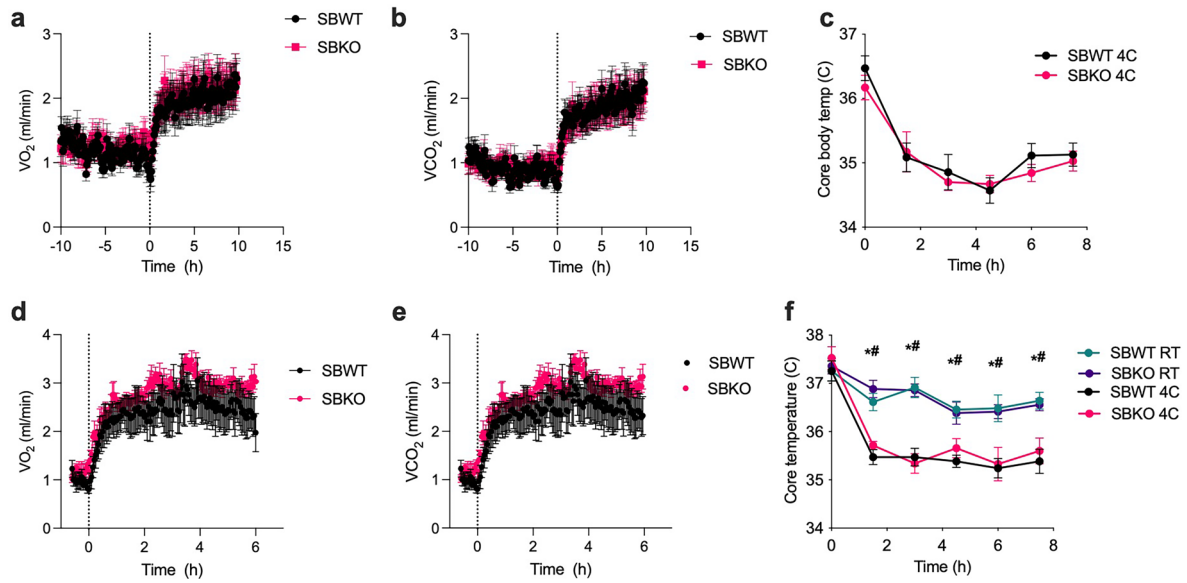 a
SBWT
SBKO
3
2
1
0
VO2 (ml/min)
-10 -5 0 5 10 15
Time (h)
b
SBWT
SBKO
3
2
1
0
VCO2 (ml/min)
-10 -5 0 5 10 15
Time (h)
c
SBWT 4C
SBKO 4C
37
36
35
34
Core body temp (C)
0 2 4 6 8
Time (h)
d
SBWT
SBKO
4
3
2
1
0
VO2 (ml/min)
0 2 4 6
Time (h)
e
SBWT
SBKO
4
3
2
1
0
VCO2 (ml/min)
0 2 4 6
Time (h)
f
SBWT RT
SBKO RT
SBWT 4C
SBKO 4C
*# *# *# *# *#
38
37
36
35
34
Core temperature (C)
0 2 4 6 8
Time (h)